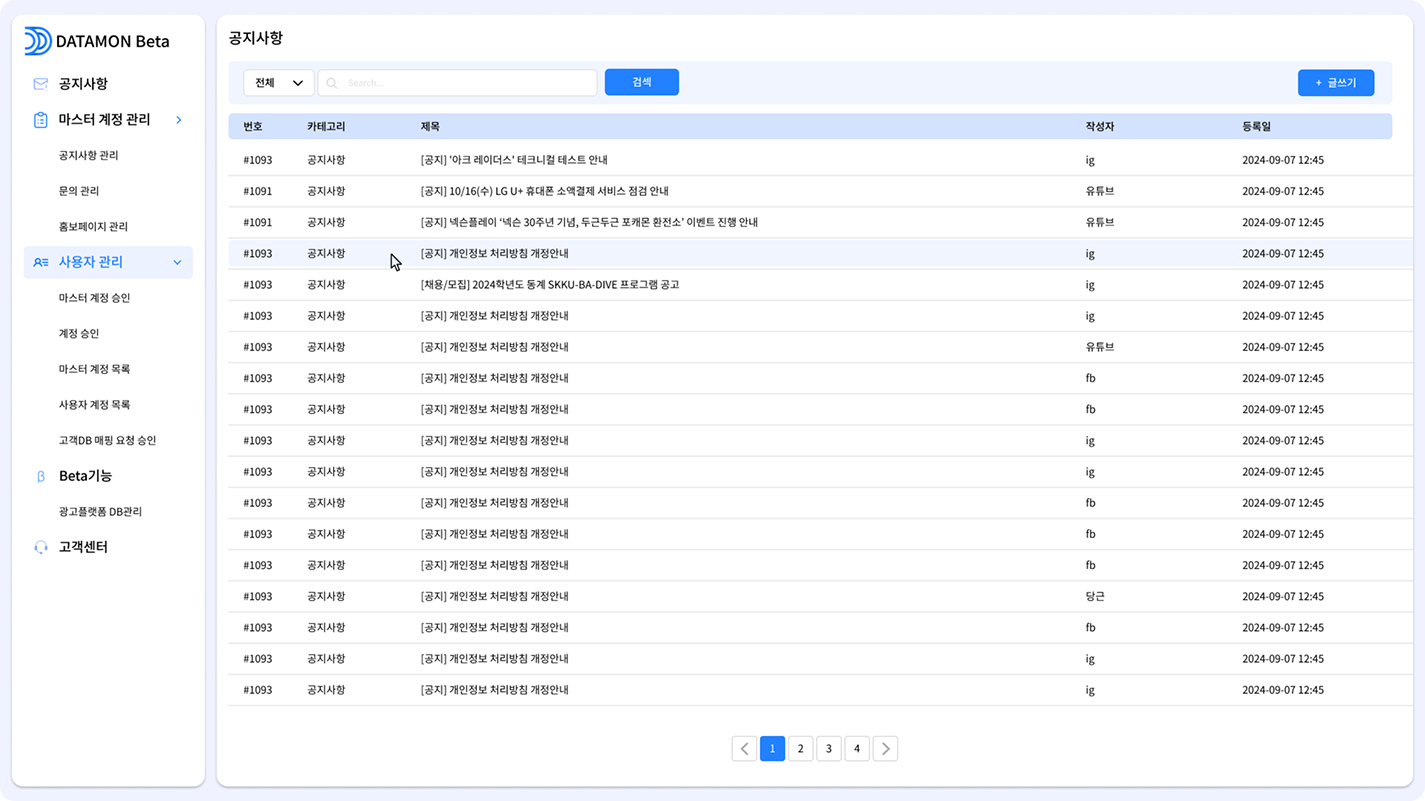 DATAMON Beta
공지사항
마스터 계정 관리
공지사항 관리
문의 관리
홈보페이지 관리
사용자 관리
마스터 계정 승인
계정 승인
마스터 계정 목록
사용자 계정 목록
고객DB 매핑 요청 승인
β Beta기능
광고플랫폼 DB관리
고객센터
공지사항
전체 Search... 검색 + 글쓰기
번호 카테고리 제목 작성자 등록일
#1093 공지사항 [공지] '아크 레이더스' 테크니컬 테스트 안내 ig 2024-09-07 12:45
#1091 공지사항 [공지] 10/16(수) LG U+ 휴대폰 소액결제 서비스 점검 안내 유튜브 2024-09-07 12:45
#1091 공지사항 [공지] 넥슨플레이 ‘넥슨 30주년 기념, 두근두근 포캐몬 환전소’ 이벤트 진행 안내 유튜브 2024-09-07 12:45
#1093 공지사항 [공지] 개인정보 처리방침 개정안내 ig 2024-09-07 12:45
#1093 공지사항 [채용/모집] 2024학년도 동계 SKKU-BA-DIVE 프로그램 공고 ig 2024-09-07 12:45
#1093 공지사항 [공지] 개인정보 처리방침 개정안내 ig 2024-09-07 12:45
#1093 공지사항 [공지] 개인정보 처리방침 개정안내 유튜브 2024-09-07 12:45
#1093 공지사항 [공지] 개인정보 처리방침 개정안내 fb 2024-09-07 12:45
#1093 공지사항 [공지] 개인정보 처리방침 개정안내 fb 2024-09-07 12:45
#1093 공지사항 [공지] 개인정보 처리방침 개정안내 ig 2024-09-07 12:45
#1093 공지사항 [공지] 개인정보 처리방침 개정안내 ig 2024-09-07 12:45
#1093 공지사항 [공지] 개인정보 처리방침 개정안내 fb 2024-09-07 12:45
#1093 공지사항 [공지] 개인정보 처리방침 개정안내 fb 2024-09-07 12:45
#1093 공지사항 [공지] 개인정보 처리방침 개정안내 fb 2024-09-07 12:45
#1093 공지사항 [공지] 개인정보 처리방침 개정안내 당근 2024-09-07 12:45
#1093 공지사항 [공지] 개인정보 처리방침 개정안내 fb 2024-09-07 12:45
#1093 공지사항 [공지] 개인정보 처리방침 개정안내 ig 2024-09-07 12:45
#1093 공지사항 [공지] 개인정보 처리방침 개정안내 ig 2024-09-07 12:45
1 2 3 4